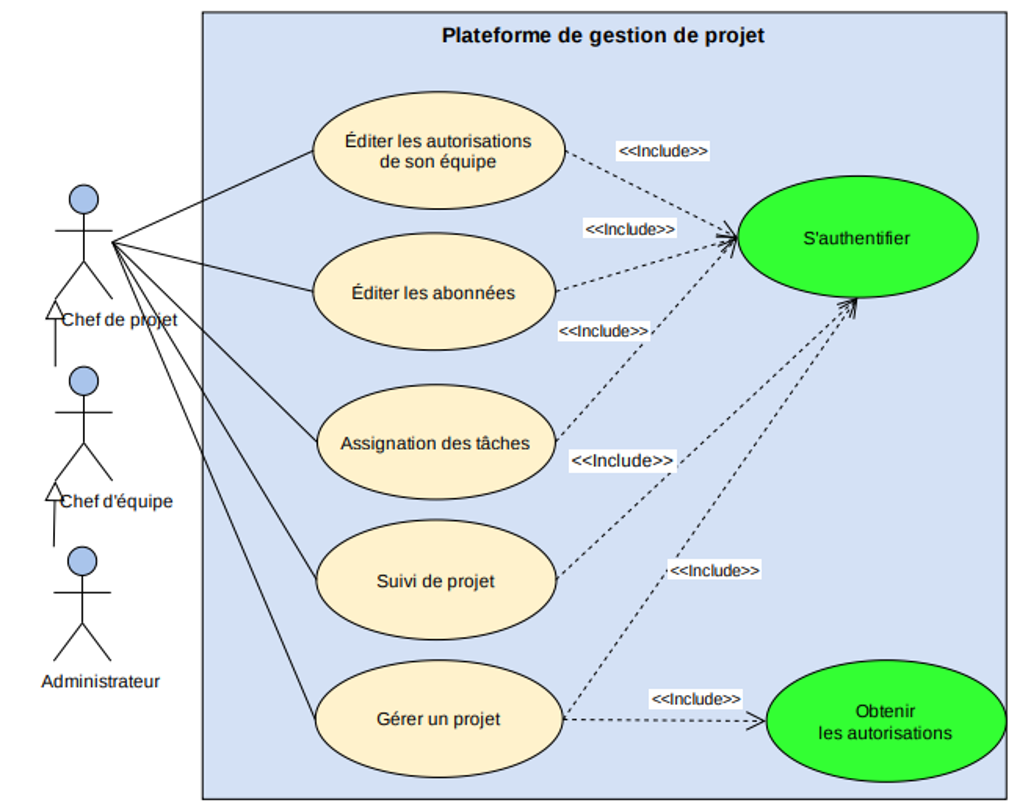 Plateforme de gestion de projet
Éditer les autorisations
de son équipe
<<Include>>
S'authentifier
<<Include>>
Éditer les abonnées
Chef de projet
<<Include>>
Assignation des tâches
<<Include>>
Chef d'équipe
Suivi de projet
<<Include>>
Administrateur
Gérer un projet
<<Include>>
Obtenir
les autorisations